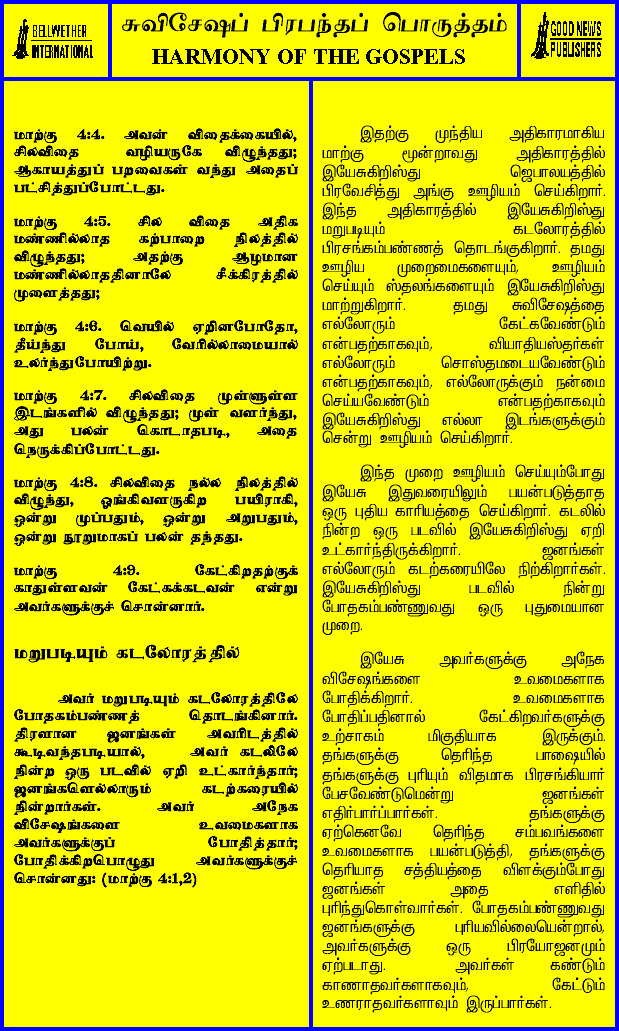 BELLWETHER
INTERNATIONAL
சுவிசேஷப் பிரபந்தப் பொருத்தம்
HARMONY OF THE GOSPELS
GOOD NEWS
PUBLISHERS
மாற்கு 4:4. அவன் விதைக்கையில்,
சிலவிதை வழியருகே விழுந்தது;
ஆகாயத்துப் பறவைகள் வந்து அதைப்
பட்சித்துப்போட்டது.
மாற்கு 4:5. சில விதை அதிக
மண்ணில்லாத கற்பாறை நிலத்தில்
விழுந்தது; அதற்கு ஆழமான
மண்ணில்லாததினாலே சீக்கிரத்தில்
முளைத்தது;
மாற்கு 4:6. வெயில் ஏறினபோதோ,
தீய்ந்து போய், வேரில்லாமையால்
உலர்ந்துபோயிற்று.
மாற்கு 4:7. சிலவிதை முள்ளுள்ள
இடங்களில் விழுந்தது; முள் வளர்ந்து,
அது பலன் கொடாதபடி, அதை
நெருக்கிப்போட்டது.
மாற்கு 4:8. சிலவிதை நல்ல நிலத்தில்
விழுந்து, ஓங்கிவளருகிற பயிராகி,
ஒன்று முப்பதும், ஒன்று அறுபதும்,
ஒன்று நூறுமாகப் பலன் தந்தது.
மாற்கு 4:9. கேட்கிறதற்குக்
காதுள்ளவன் கேட்கக்கடவன் என்று
அவர்களுக்குச் சொன்னார்.
மறுபடியும் கடலோரத்தில்
அவர் மறுபடியும் கடலோரத்திலே
போதகம்பண்ணத் தொடங்கினார்.
திரளான ஜனங்கள் அவரிடத்தில்
கூடிவந்தபடியால், அவர் கடலிலே
நின்ற ஒரு படவில் ஏறி உட்கார்ந்தார்;
ஜனங்களெல்லாரும் கடற்கரையில்
நின்றார்கள். அவர் அநேக
விசேஷங்களை உவமைகளாக
அவர்களுக்குப் போதித்தார்;
போதிக்கிறபொழுது அவர்களுக்குச்
சொன்னது: (மாற்கு 4:1,2)
இதற்கு முந்திய அதிகாரமாகிய
மாற்கு மூன்றாவது அதிகாரத்தில்
இயேசுகிறிஸ்து ஜெபாலயத்தில்
பிரவேசித்து அங்கு ஊழியம் செய்கிறார்.
இந்த அதிகாரத்தில் இயேசுகிறிஸ்து
மறுபடியும் கடலோரத்தில்
பிரசங்கம்பண்ணத் தொடங்குகிறார். தமது
ஊழிய முறைமைகளையும், ஊழியம்
செய்யும் ஸ்தலங்களையும் இயேசுகிறிஸ்து
மாற்றுகிறார். தமது சுவிசேஷத்தை
எல்லோரும் கேட்கவேண்டும்
என்பதற்காகவும், வியாதியஸ்தர்கள்
எல்லோரும் சொஸ்தமடையவேண்டும்
என்பதற்காகவும், எல்லோருக்கும் நன்மை
செய்யவேண்டும் என்பதற்காகவும்
இயேசுகிறிஸ்து எல்லா இடங்களுக்கும்
சென்று ஊழியம் செய்கிறார்.
இந்த முறை ஊழியம் செய்யும்போது
இயேசு இதுவரையிலும் பயன்படுத்தாத
ஒரு புதிய காரியத்தை செய்கிறார். கடலில்
நின்ற ஒரு படவில் இயேசுகிறிஸ்து ஏறி
உட்கார்ந்திருக்கிறார். ஜனங்கள்
எல்லோரும் கடற்கரையிலே நிற்கிறார்கள்.
இயேசுகிறிஸ்து படவில் நின்று
போதகம்பண்ணுவது ஒரு புதுமையான
முறை.
இயேசு அவர்களுக்கு அநேக
விசேஷங்களை உவமைகளாக
போதிக்கிறார். உவமைகளாக
போதிப்பதினால் கேட்கிறவர்களுக்கு
உற்சாகம் மிகுதியாக இருக்கும்.
தங்களுக்கு தெரிந்த பாஷையில்
தங்களுக்கு புரியும் விதமாக பிரசங்கியார்
பேசவேண்டுமென்று ஜனங்கள்
எதிர்பார்ப்பார்கள். தங்களுக்கு
ஏற்கெனவே தெரிந்த சம்பவங்களை
உவமைகளாக பயன்படுத்தி, தங்களுக்கு
தெரியாத சத்தியத்தை விளக்கும்போது
ஜனங்கள் அதை எளிதில்
புரிந்துகொள்வார்கள். போதகம்பண்ணுவது
ஜனங்களுக்கு புரியவில்லையென்றால்,
அவர்களுக்கு ஒரு பிரயோஜனமும்
ஏற்படாது. அவர்கள் கண்டும்
காணாதவர்களாகவும், கேட்டும்
உணராதவர்களாவும் இருப்பார்கள்.